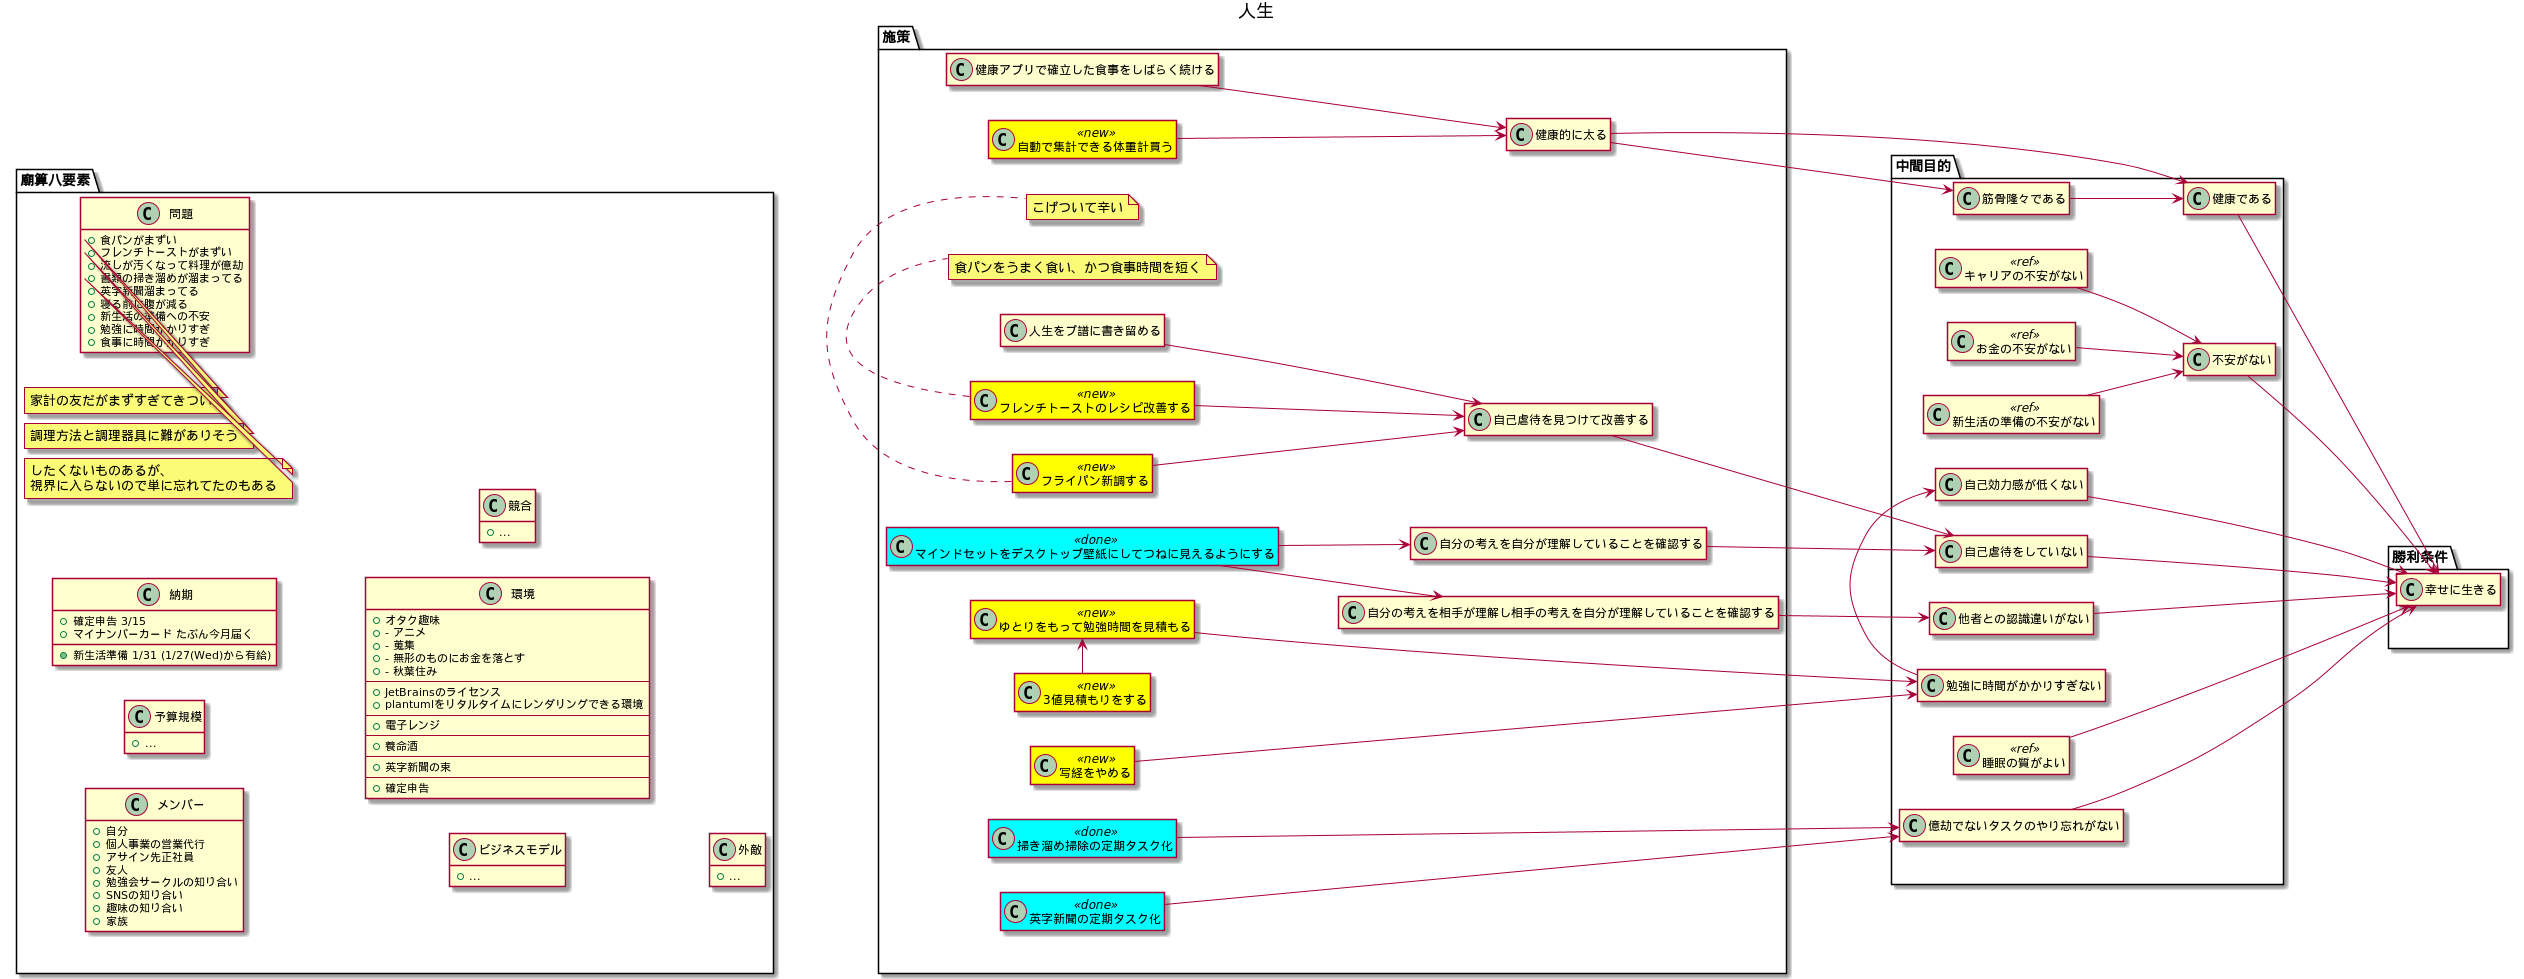 人生
廟算八要素
C 問題
食パンがまずい
フレンチトーストがまずい
流しが汚くなって料理が億劫
書類の掃き溜めが溜まってる
英字新聞溜まってる
寝る前に腹が減る
新生活の準備への不安
勉強に時間かかりすぎ
食事に時間かかりすぎ
家計の友だがまずすぎてきつい
調理方法と調理器具に難がありそう
したくないものあるが、
視界に入らないので単に忘れてたのもある
C 競合
...
C 納期
確定申告 3/15
マイナンバーカード たぶん今月届く
新生活準備 1/31 (1/27(Wed)から有給)
C 環境
オタク趣味
- アニメ
- 蒐集
- 無形のものにお金を落とす
- 秋葉住み
JetBrainsのライセンス
plantumlをリタルタイムにレンダリングできる環境
電子レンジ
養命酒
英字新聞の束
確定申告
C 予算規模
...
C メンバー
自分
個人事業の営業代行
アサイン先正社員
友人
勉強会サークルの知り合い
SNSの知り合い
趣味の知り合い
家族
C ビジネスモデル
...
C 外敵
...
施策
C 健康アプリで確立した食事をしばらく続ける
«new»
C 自動で集計できる体重計買う
C 健康的に太る
こげついて辛い
食パンをうまく食い、かつ食事時間を短く
C 人生をプ譜に書き留める
«new»
C フレンチトーストのレシピ改善する
C 自己虐待を見つけて改善する
«new»
C フライパン新調する
«done»
C マインドセットをデスクトップ壁紙にしてつねに見えるようにする
C 自分の考えを自分が理解していることを確認する
C 自分の考えを相手が理解し相手の考えを自分が理解していることを確認する
«new»
C ゆとりをもって勉強時間を見積もる
«new»
C 3値見積もりをする
«new»
C 写経をやめる
«done»
C 掃き溜め掃除の定期タスク化
«done»
C 英字新聞の定期タスク化
中間目的
C 筋骨隆々である
C 健康である
«ref»
C キャリアの不安がない
«ref»
C お金の不安がない
C 不安がない
«ref»
C 新生活の準備の不安がない
C 自己効力感が低くない
C 自己虐待をしていない
C 他者との認識違いがない
C 勉強に時間がかかりすぎない
«ref»
C 睡眠の質がよい
C 億劫でないタスクのやり忘れがない
勝利条件
C 幸せに生きる